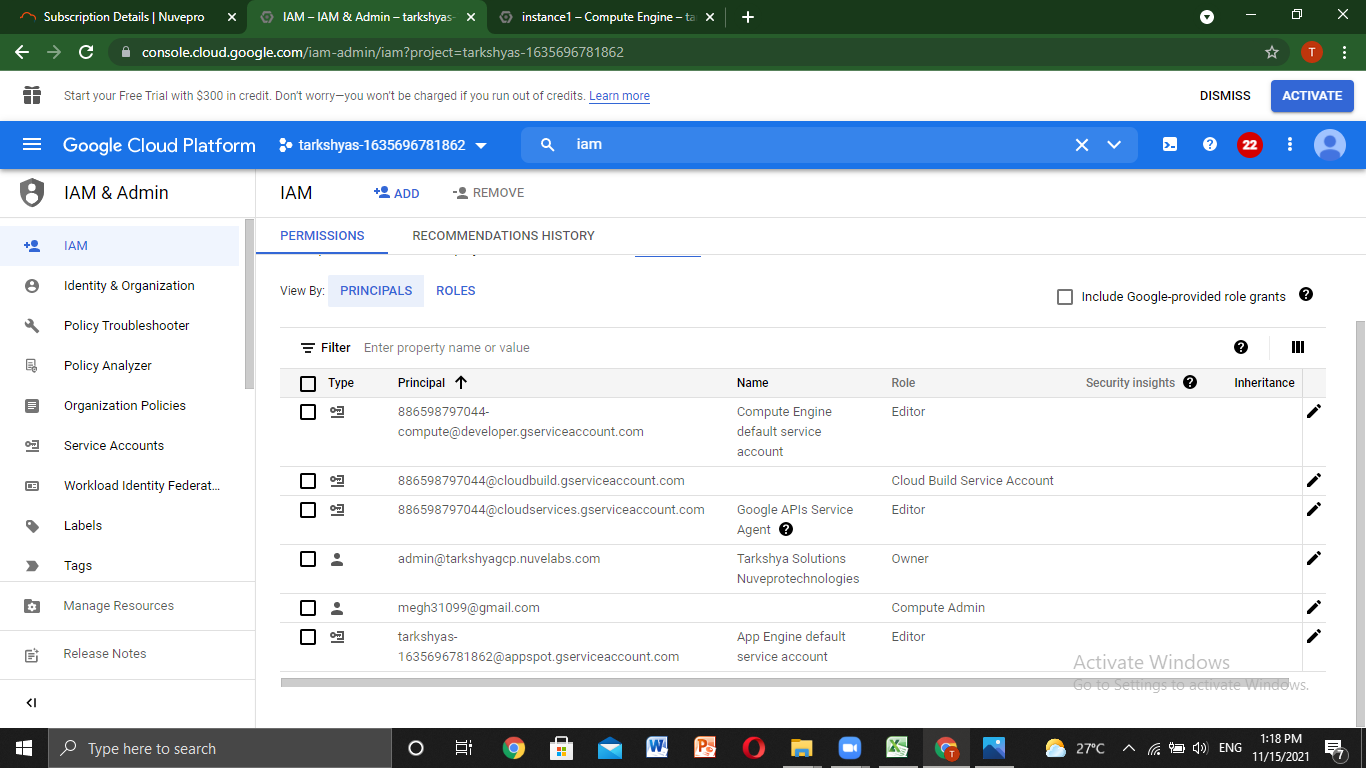 Subscription Details | Nuvepro
IAM – IAM & Admin – tarkshyas-
instance1 – Compute Engine – ta
console.cloud.google.com/iam-admin/iam?project=tarkshyas-1635696781862
T
Start your Free Trial with $300 in credit. Don't worry—you won't be charged if you run out of credits. Learn more
DISMISS
ACTIVATE
Google Cloud Platform
tarkshyas-1635696781862
iam
22
IAM & Admin
IAM
ADD
REMOVE
PERMISSIONS
RECOMMENDATIONS HISTORY
IAM
Identity & Organization
Policy Troubleshooter
Policy Analyzer
Organization Policies
Service Accounts
Workload Identity Federat...
Labels
Tags
Manage Resources
Release Notes
View By:
PRINCIPALS
ROLES
Include Google-provided role grants
Filter
Enter property name or value
Type
Principal
Name
Role
Security insights
Inheritance
886598797044-
compute@developer.gserviceaccount.com
Compute Engine
default service
account
Editor
886598797044@cloudbuild.gserviceaccount.com
Cloud Build Service Account
886598797044@cloudservices.gserviceaccount.com
Google APIs Service
Agent
Editor
admin@tarkshyagcp.nuvelabs.com
Tarkshya Solutions
Nuveprotechnologies
Owner
megh31099@gmail.com
Compute Admin
tarkshyas-
1635696781862@appspot.gserviceaccount.com
App Engine default
service account
Editor
Activate Windows
Go to Settings to activate Windows.
Type here to search
27°C
ENG
1:18 PM
11/15/2021
7